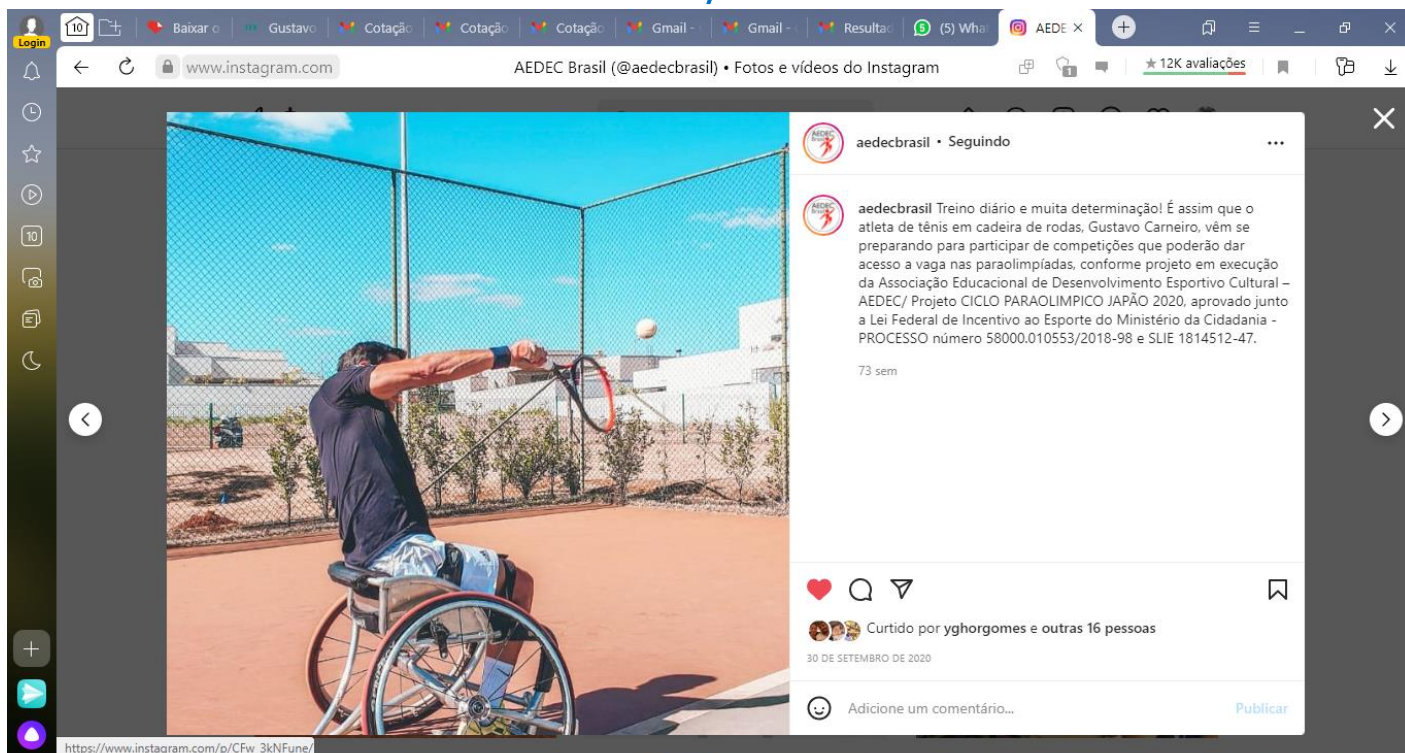 10 Baixar o Gustavo Cotação Cotação Cotação Gmail - Gmail - Resultad (5) What AEDE
Login
www.instagram.com AEDEC Brasil (@aedecbrasil) • Fotos e vídeos do Instagram 1 ★ 12K avaliações
10
aedecbrasil • Seguindo
aedecbrasil Treino diário e muita determinação! É assim que o
atleta de tênis em cadeira de rodas, Gustavo Carneiro, vêm se
preparando para participar de competições que poderão dar
acesso a vaga nas paraolimpíadas, conforme projeto em execução
da Associação Educacional de Desenvolvimento Esportivo Cultural –
AEDEC/ Projeto CICLO PARAOLIMPICO JAPÃO 2020, aprovado junto
a Lei Federal de Incentivo ao Esporte do Ministério da Cidadania -
PROCESSO número 58000.010553/2018-98 e SLIE 1814512-47.
73 sem
Curtido por yghorgomes e outras 16 pessoas
30 DE SETEMBRO DE 2020
Adicione um comentário... Publicar
https://www.instagram.com/p/CFw_3kNFune/